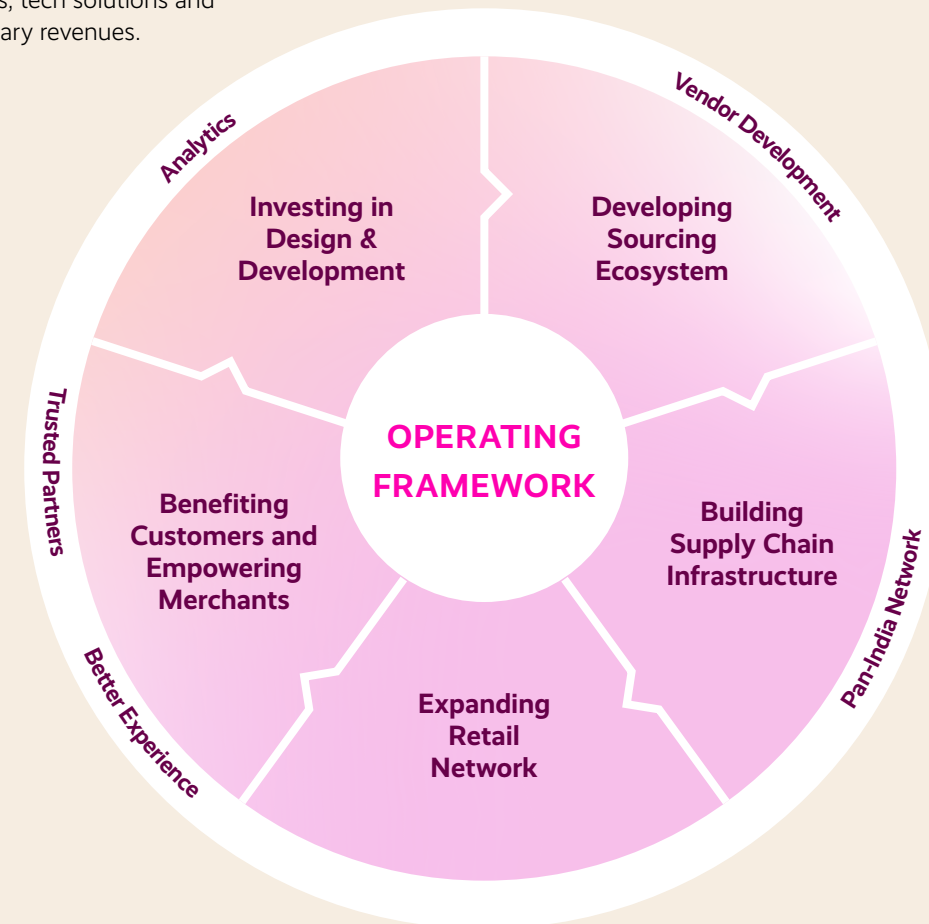 tech solutions and
ary revenues.
Analytics
Vendor Development
Investing in
Design &
Development
Developing
Sourcing
Ecosystem
OPERATING
FRAMEWORK
Trusted Partners
Benefiting
Customers and
Empowering
Merchants
Building
Supply Chain
Infrastructure
Pan-India Network
Better Experience
Expanding
Retail
Network